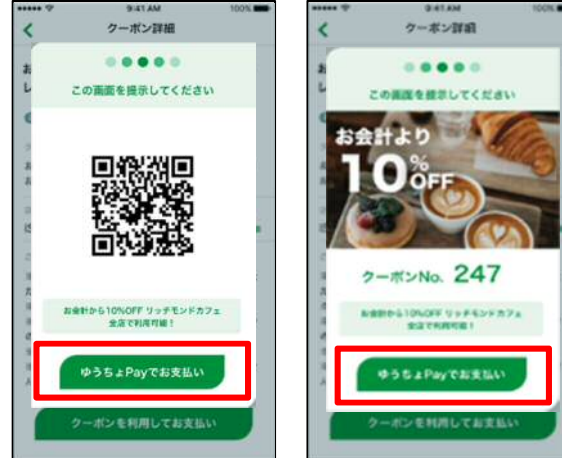 9:41 AM 100%
クーポン詳細
この画面を提示してください
お会計から10%OFF リッチモンドカフェ
全店で利用可能！
ゆうちょPayでお支払い
クーポンを利用してお支払い
9:41 AM 100%
クーポン詳細
この画面を提示してください
お会計より
10%OFF
クーポンNo. 247
お会計から10%OFF リッチモンドカフェ
全店で利用可能！
ゆうちょPayでお支払い
クーポンを利用してお支払い